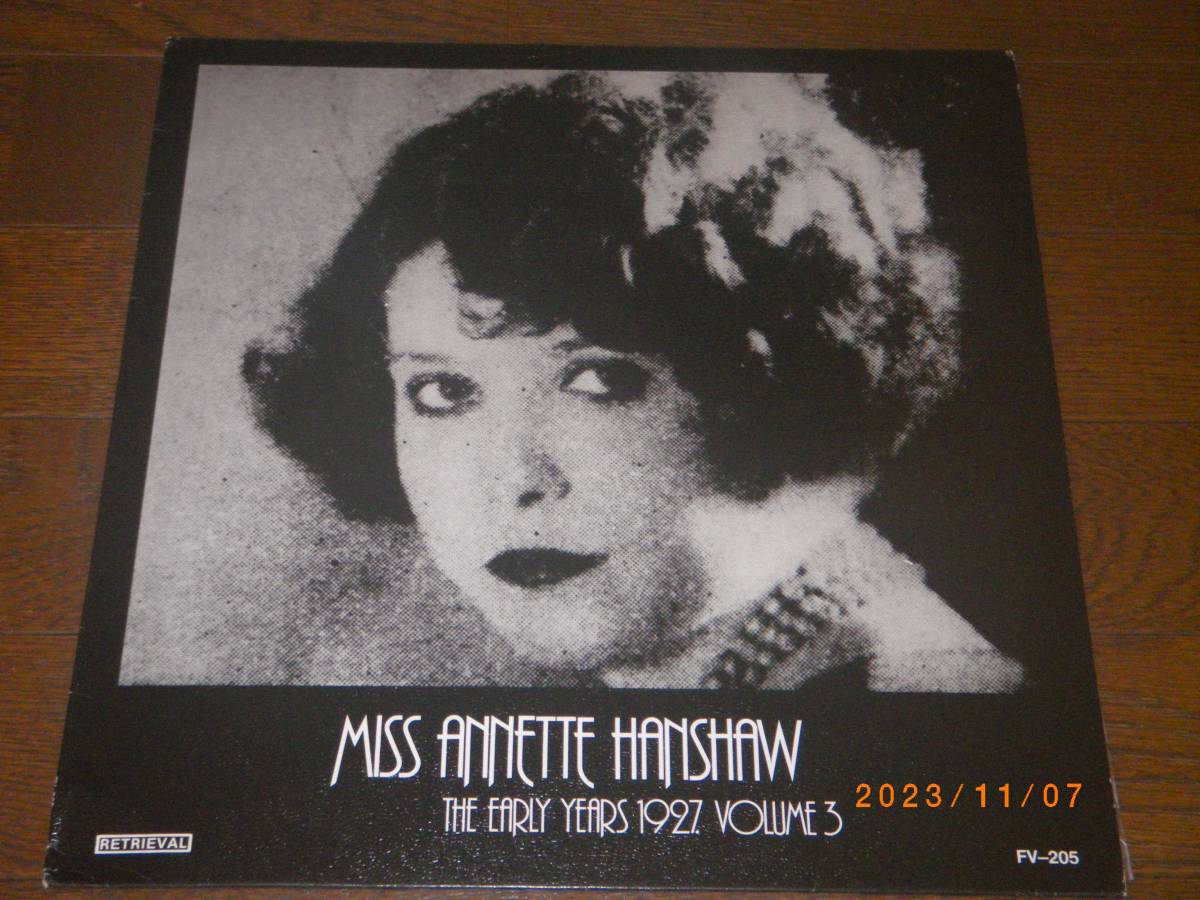 MISS ANNETTE HANSHAW
THE EARLY YEARS 1927. VOLUME 3
2023/11/07
RETRIEVAL
FV-205